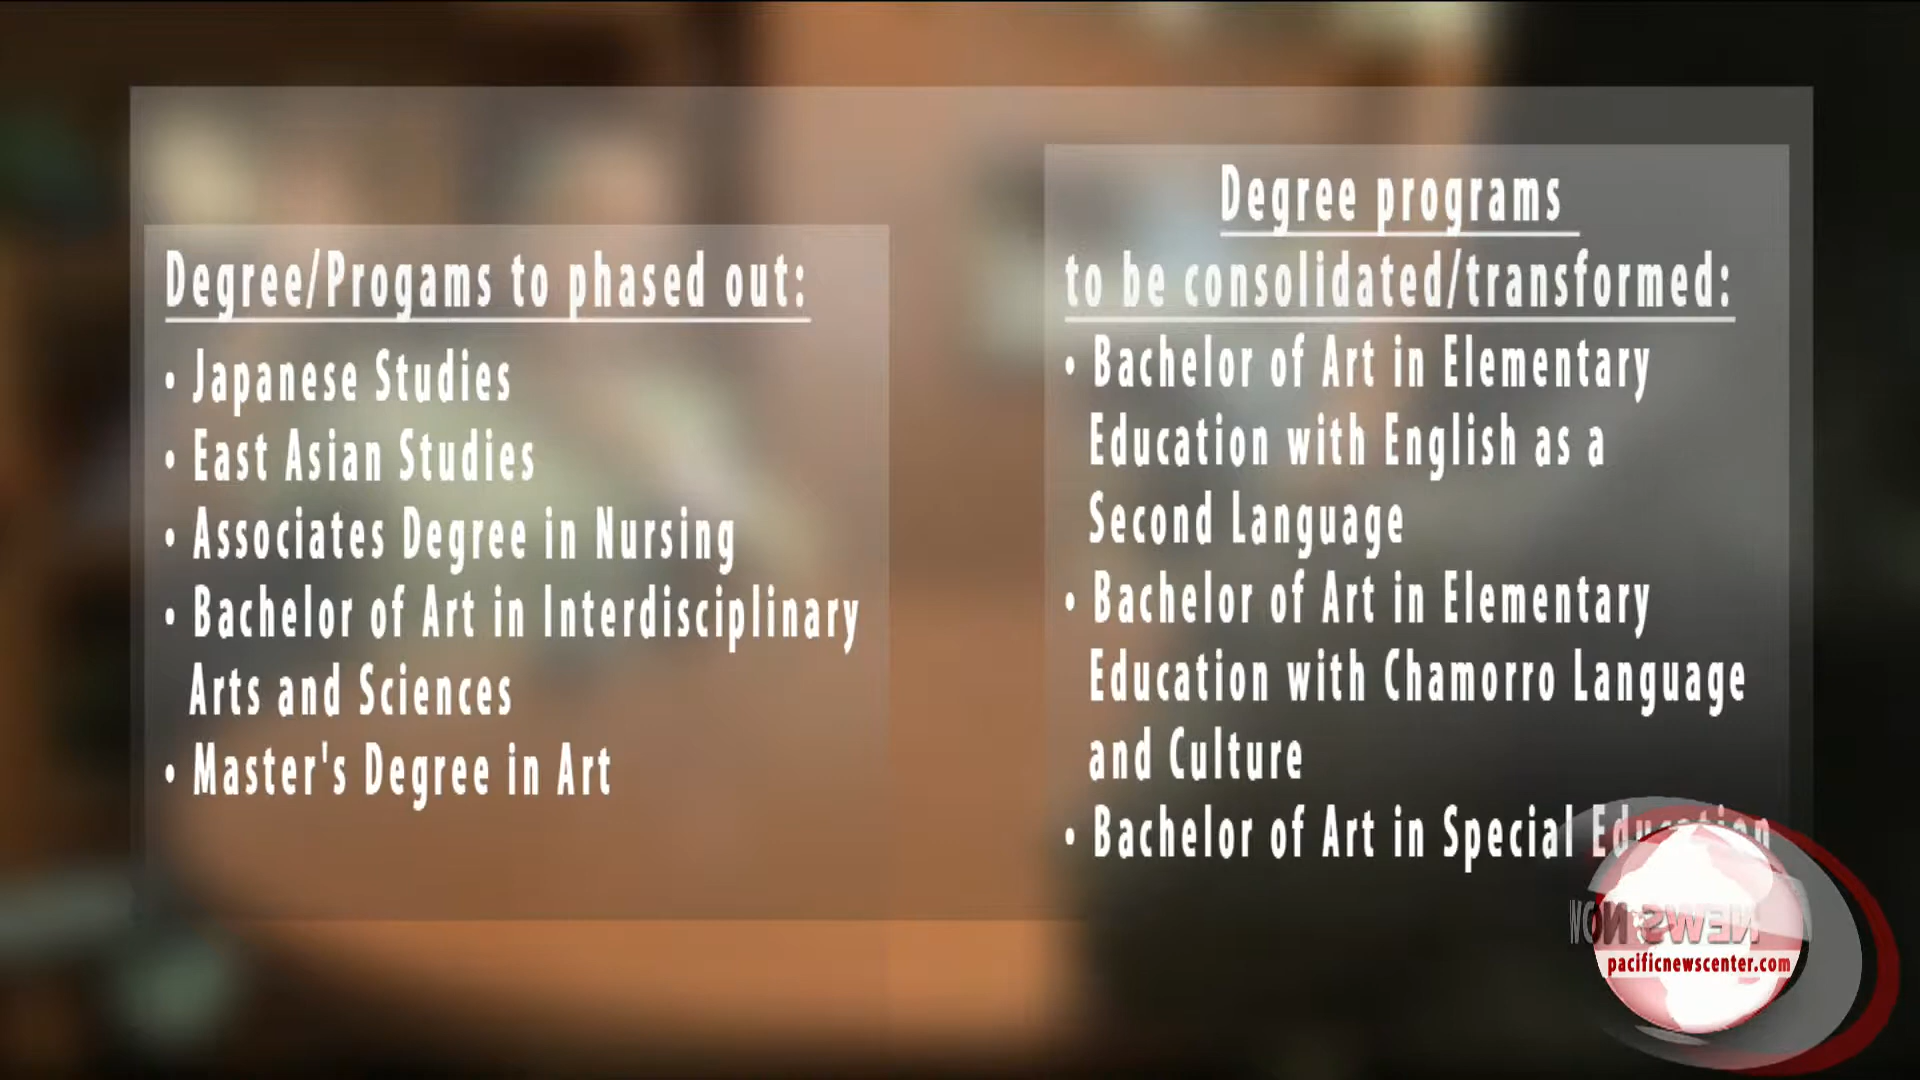 Degree/Progams to phased out:
• Japanese Studies
• East Asian Studies
• Associates Degree in Nursing
• Bachelor of Art in Interdisciplinary
Arts and Sciences
• Master's Degree in Art
Degree programs
to be consolidated/transformed:
• Bachelor of Art in Elementary
Education with English as a
Second Language
• Bachelor of Art in Elementary
Education with Chamorro Language
and Culture
• Bachelor of Art in Special Education
NEWS NOW
pacificnewscenter.com